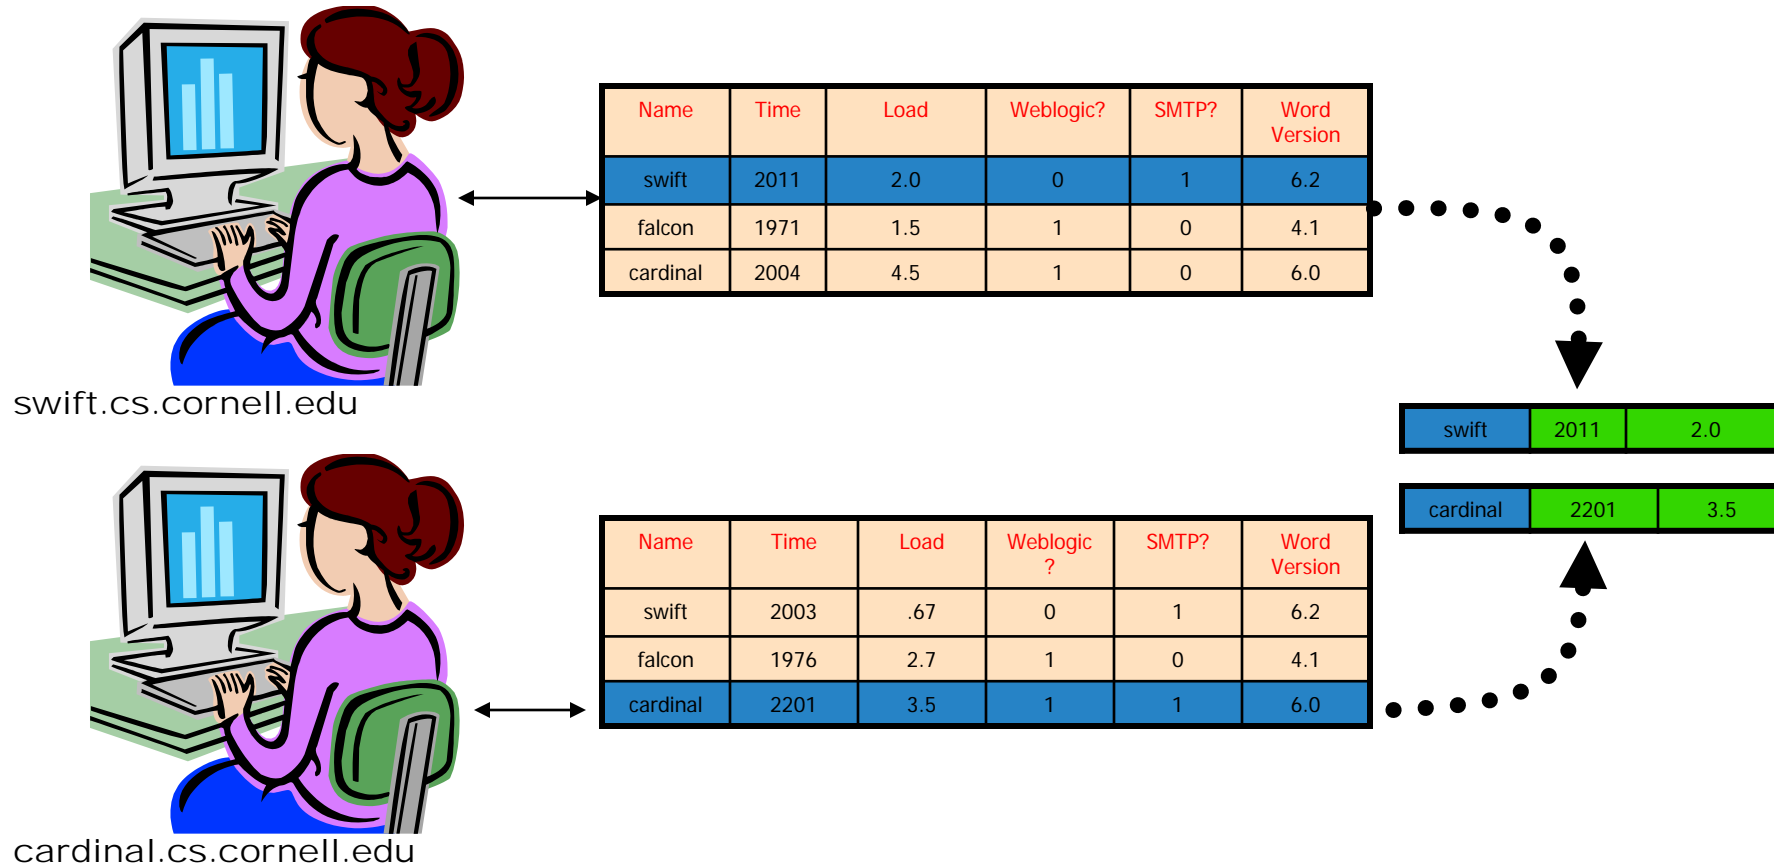 Name Time Load Weblogic? SMTP? Word
Version
swift 2011 2.0 0 1 6.2
falcon 1971 1.5 1 0 4.1
cardinal 2004 4.5 1 0 6.0
swift.cs.cornell.edu
swift 2011 2.0
cardinal 2201 3.5
Name Time Load Weblogic SMTP? Word
? Version
swift 2003 .67 0 1 6.2
falcon 1976 2.7 1 0 4.1
cardinal 2201 3.5 1 1 6.0
cardinal.cs.cornell.edu